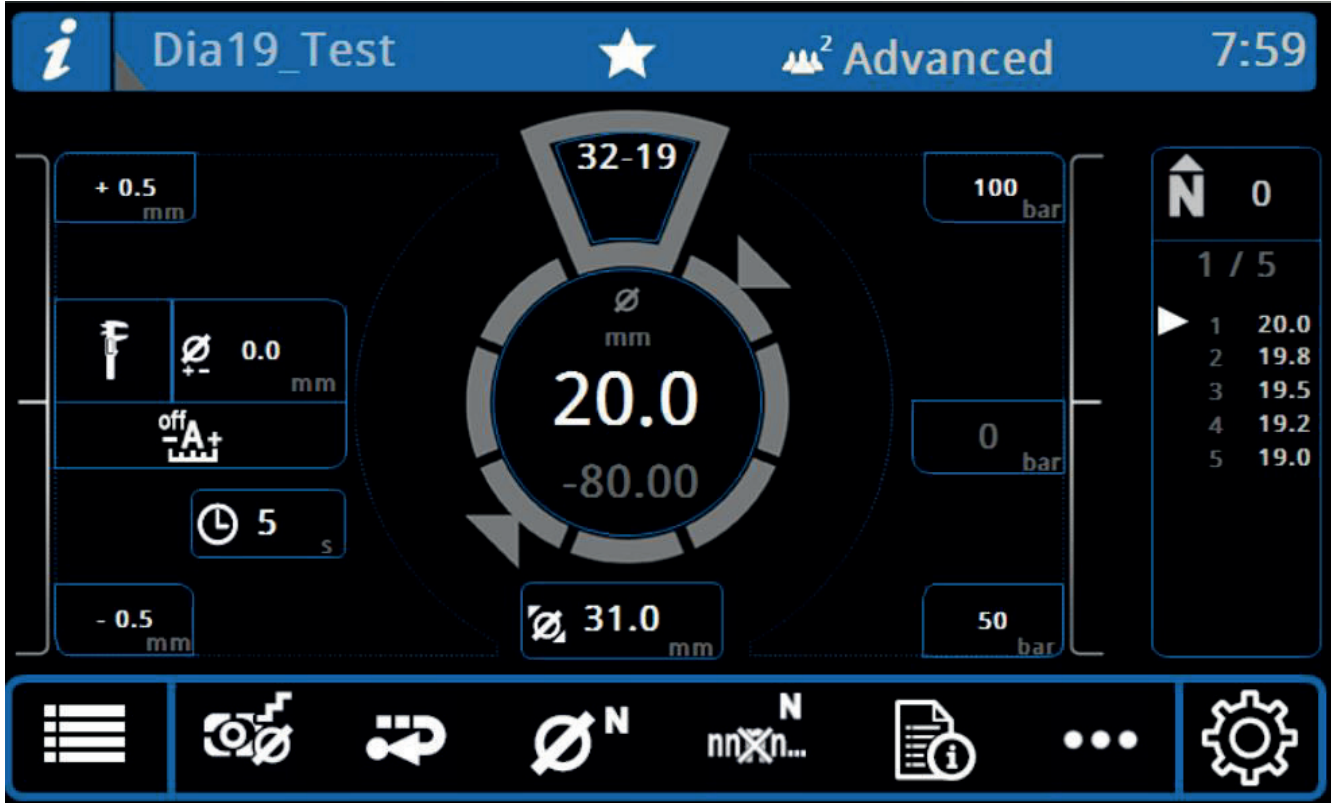 i Dia19_Test 2 Advanced 7:59
32-19
+ 0.5 mm
100 bar
N 0
1 / 5
1 20.0
2 19.8
3 19.5
4 19.2
5 19.0
Ø
mm
20.0
-80.00
Ø +- 0.0 mm
off
-A+
0 bar
5 s
- 0.5 mm
Ø 31.0 mm
50 bar
Ø N
N
nnXn...
i